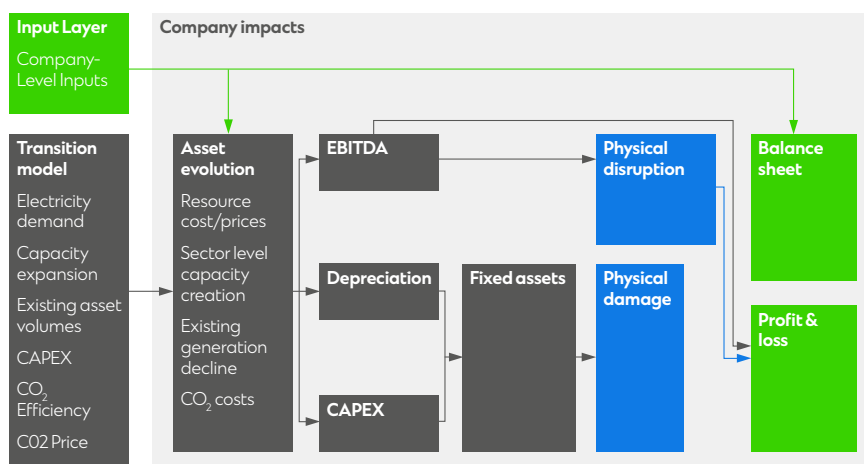 Input Layer
Company-
Level Inputs
Company impacts
Transition
model
Electricity
demand
Capacity
expansion
Existing asset
volumes
CAPEX
CO2
Efficiency
C02 Price
Asset
evolution
Resource
cost/prices
Sector level
capacity
creation
Existing
generation
decline
CO2 costs
EBITDA
Depreciation
CAPEX
Fixed assets
Physical
disruption
Physical
damage
Balance
sheet
Profit &
loss